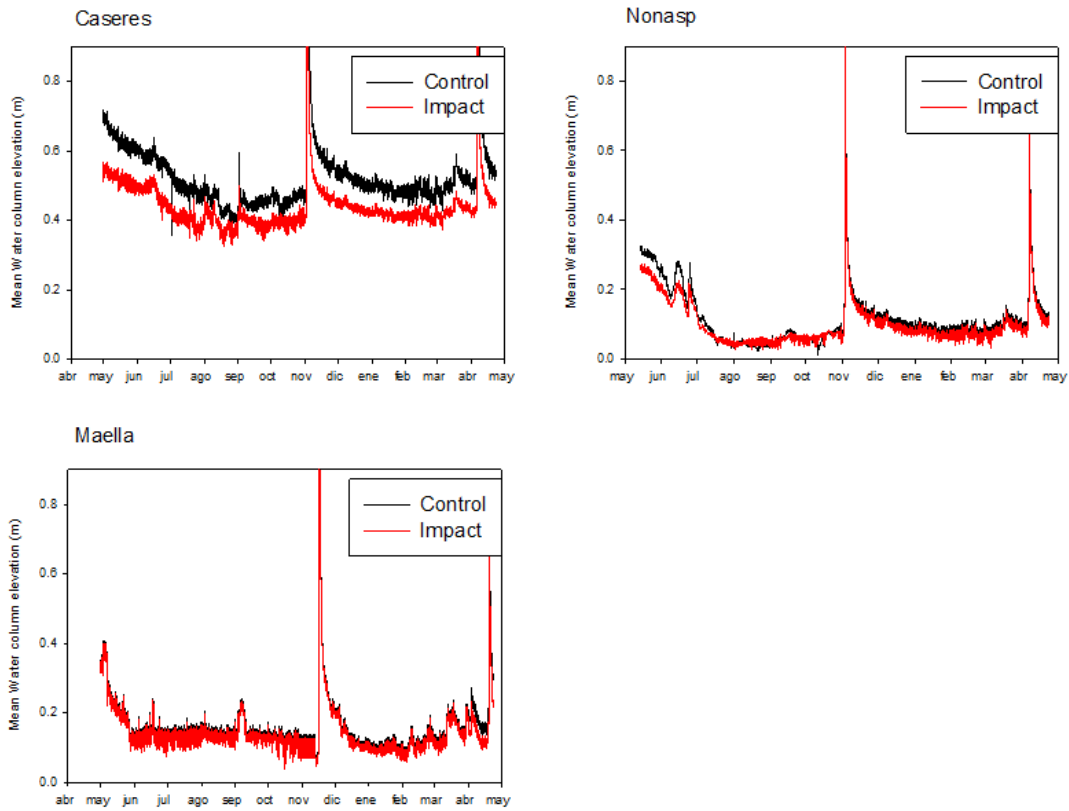 Caseres
Mean Water column elevation (m)
0.8
0.6
0.4
0.2
0.0
Control
Impact
abr may jun jul ago sep oct nov dic ene feb mar abr may
Nonasp
Mean Water column elevation (m)
0.8
0.6
0.4
0.2
0.0
Control
Impact
may jun jul ago sep oct nov dic ene feb mar abr may
Maella
Mean Water column elevation (m)
0.8
0.6
0.4
0.2
0.0
Control
Impact
abr may jun jul ago sep oct nov dic ene feb mar abr may